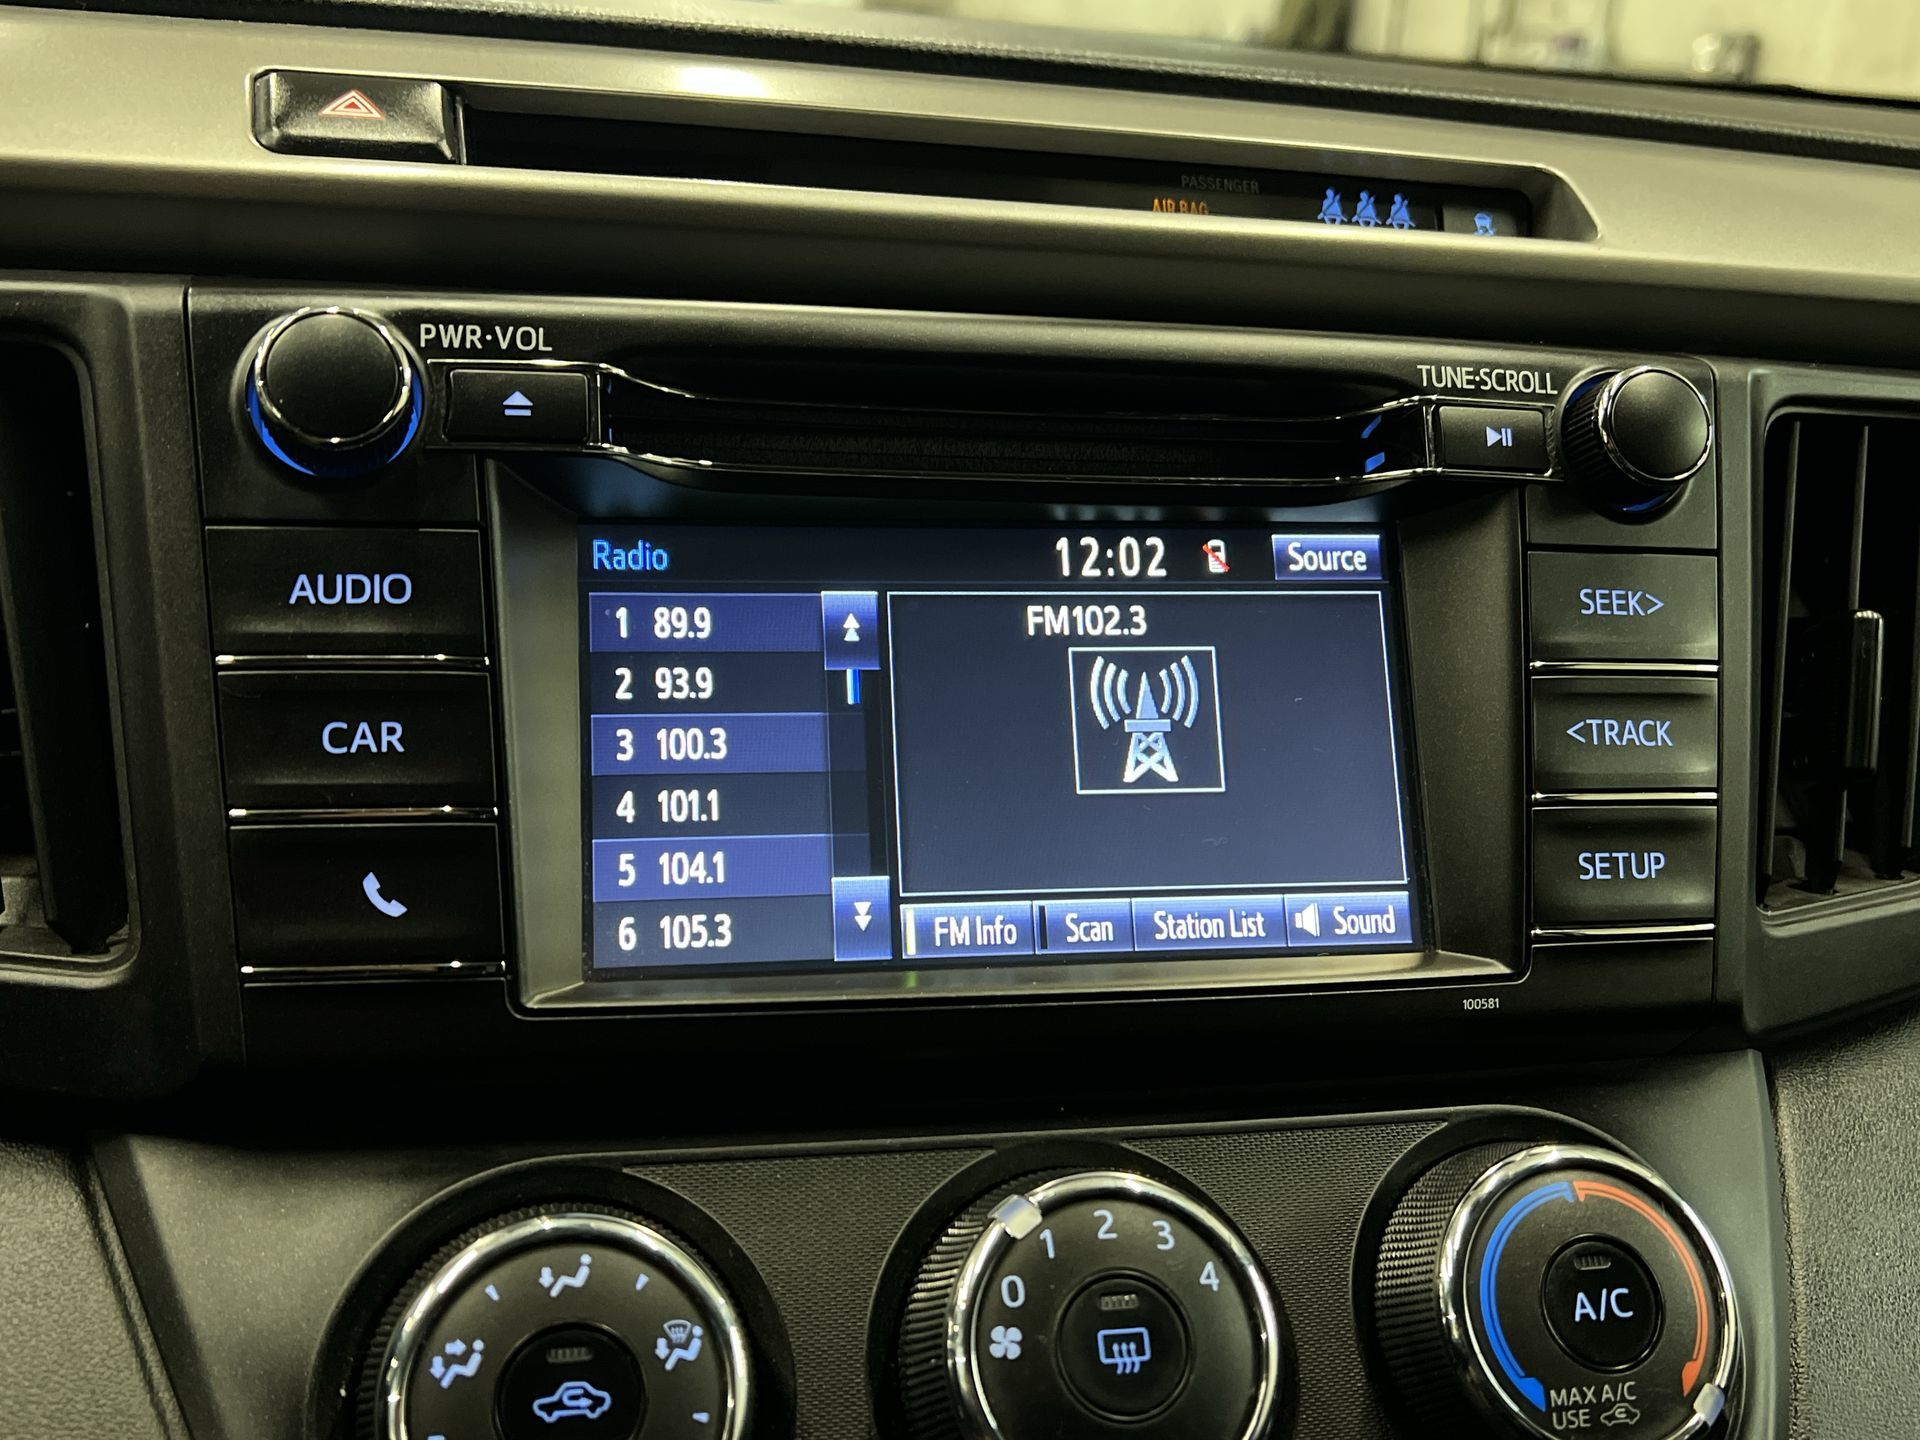 PASSENGER
AIR BAG
PWR·VOL
TUNE·SCROLL
AUDIO
CAR
Radio
12:02
Source
1 89.9
2 93.9
3 100.3
4 101.1
5 104.1
6 105.3
FM102.3
FM Info
Scan
Station List
Sound
SEEK>
<TRACK
SETUP
100581
0
1
2
3
4
A/C
MAX A/C
USE